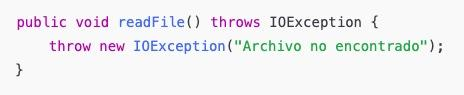 public void readFile() throws IOException {
    throw new IOException("Archivo no encontrado");
}